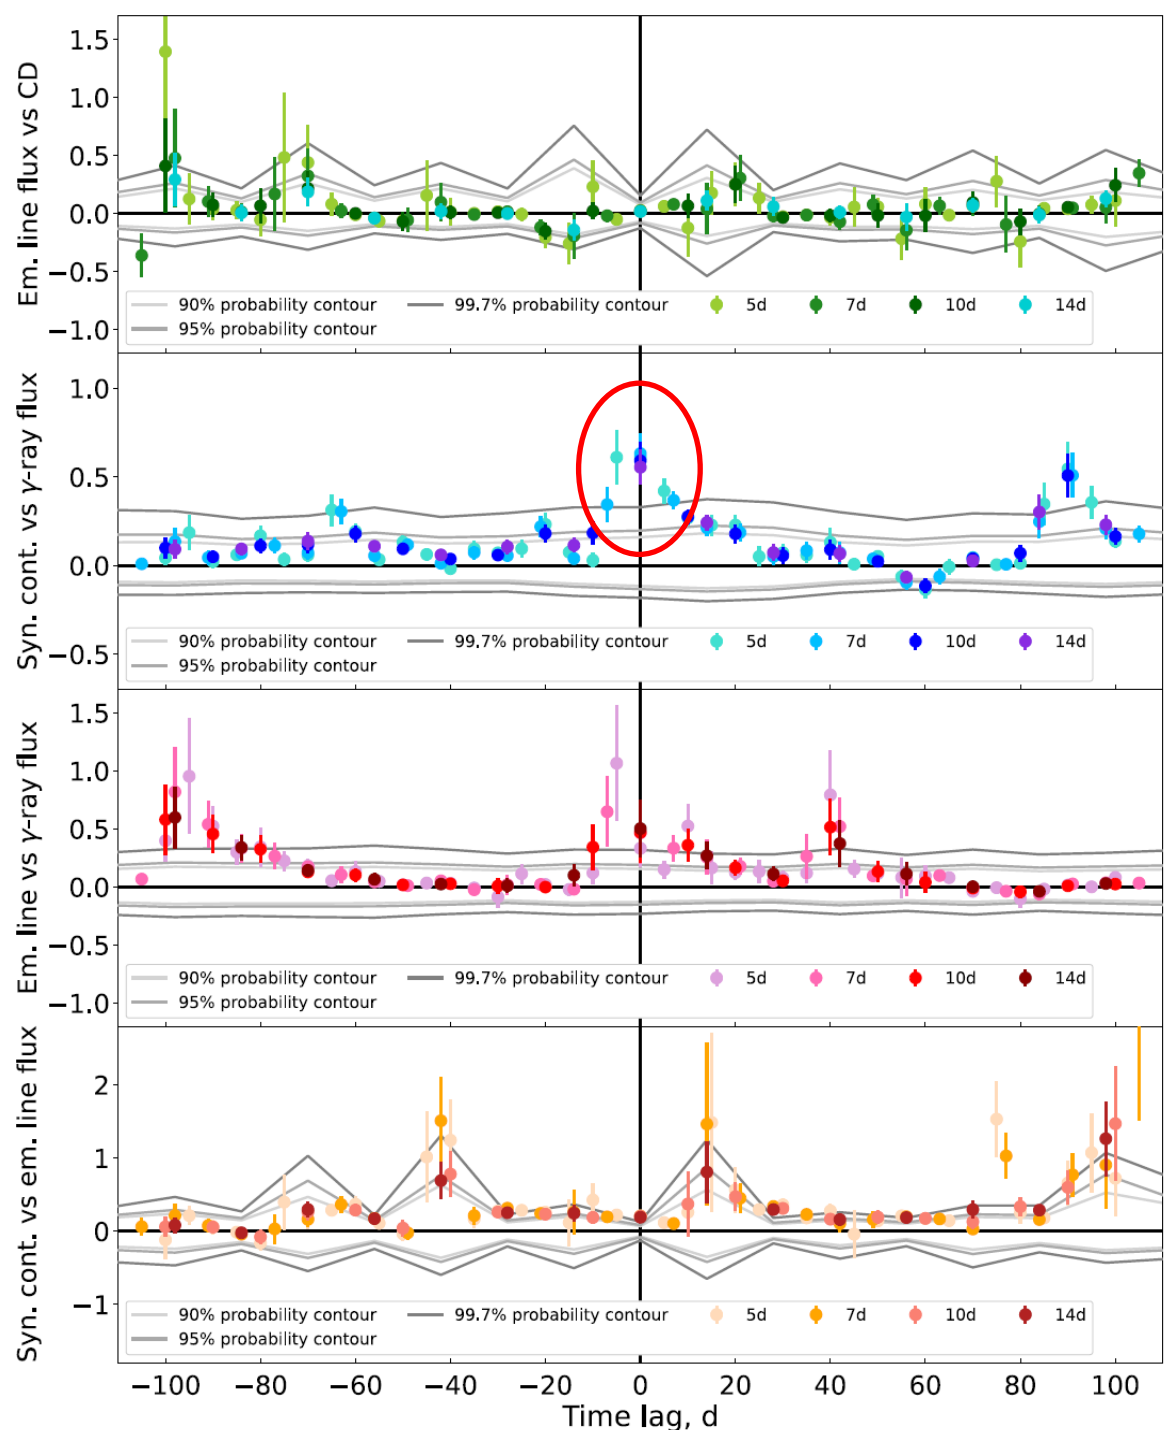 Em. line flux vs CD
1.5
1.0
0.5
0.0
−0.5
−1.0
90% probability contour 99.7% probability contour 5d 7d 10d 14d
95% probability contour
Syn. cont. vs γ-ray flux
1.0
0.5
0.0
−0.5
90% probability contour 99.7% probability contour 5d 7d 10d 14d
95% probability contour
Em. line vs γ-ray flux
1.5
1.0
0.5
0.0
−0.5
−1.0
90% probability contour 99.7% probability contour 5d 7d 10d 14d
95% probability contour
Syn. cont. vs em. line flux
2
1
0
−1
90% probability contour 99.7% probability contour 5d 7d 10d 14d
95% probability contour
−100 −80 −60 −40 −20 0 20 40 60 80 100
Time lag, d